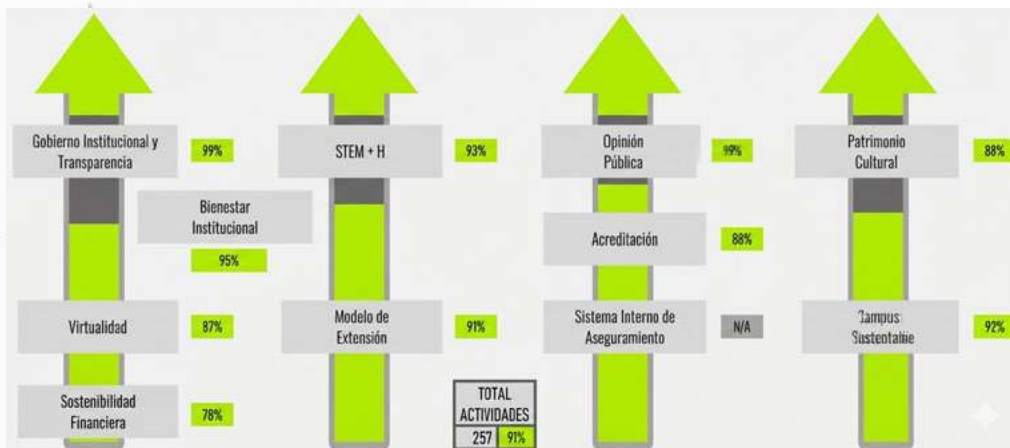 Gobierno Institucional y
Transparencia
99%
STEM + H
93%
Opinión
Pública
99%
Patrimonio
Cultural
88%
Bienestar
Institucional
95%
Acreditación
88%
Virtualidad
87%
Modelo de
Extensión
91%
Sistema Interno de
Aseguramiento
N/A
Sustentable
92%
Sostenibilidad
Financiera
78%
TOTAL
ACTIVIDADES
257 91%